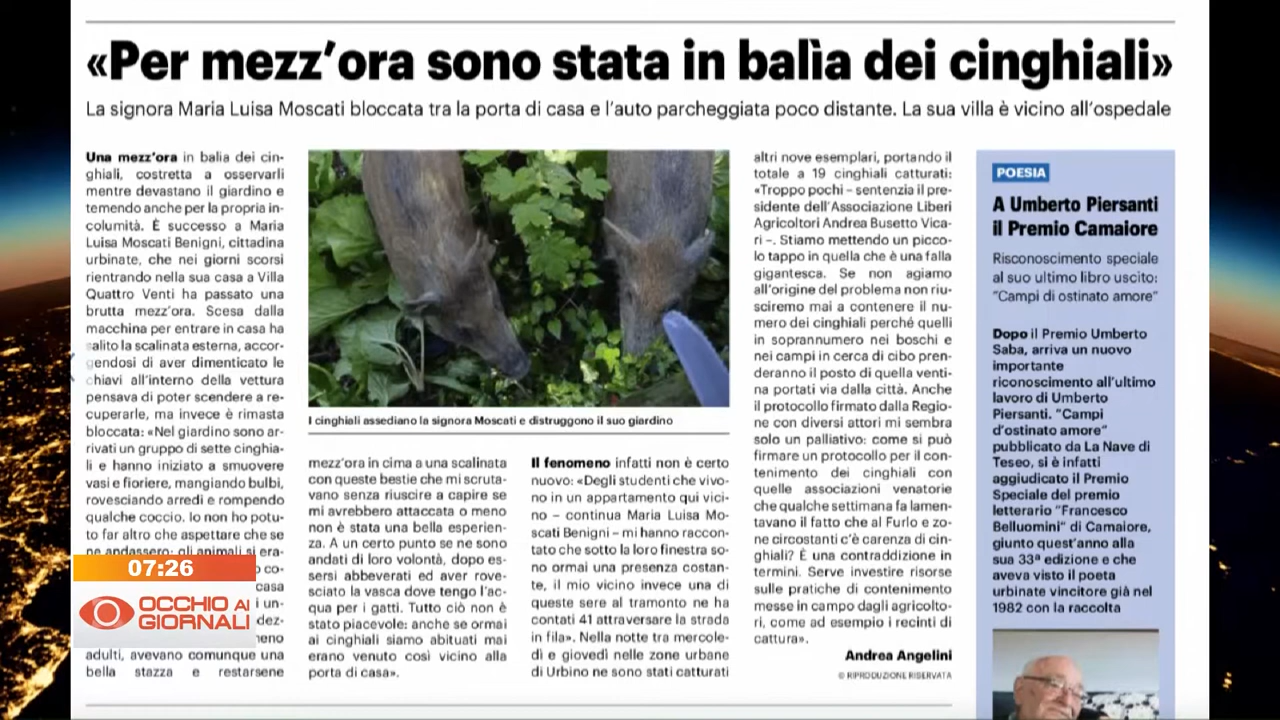 «Per mezz'ora sono stata in balìa dei cinghiali»
La signora Maria Luisa Moscati bloccata tra la porta di casa e l'auto parcheggiata poco distante. La sua villa è vicino all'ospedale
Una mezz'ora in balia dei cin-
ghiali, costretta a osservarli
mentre devastano il giardino e
temendo anche per la propria in-
columità. È successo a Maria
Luisa Moscati Benigni, cittadina
urbinate, che nei giorni scorsi
rientrando nella sua casa a Villa
Quattro Venti ha passato una
brutta mezz'ora. Scesa dalla
macchina per entrare in casa ha
salito la scalinata esterna, accor-
gendosi di aver dimenticato le
chiavi all'interno della vettura
pensava di poter scendere a re-
cuperarle, ma invece è rimasta
bloccata: «Nel giardino sono ar-
rivati un gruppo di sette cinghia-
li e hanno iniziato a smuovere
vasi e fioriere, mangiando bulbi,
rovesciando arredi e rompendo
qualche coccio. Io non ho potu-
to far altro che aspettare che se
ne andassero: gli animali si era-
o co-
casa
i un-
dez-
meno
adulti, avevano comunque una
bella stazza e restarsene
07:26
OCCHIO AI
GIORNALI
I cinghiali assediano la signora Moscati e distruggono il suo giardino
mezz'ora in cima a una scalinata
con queste bestie che mi scruta-
vano senza riuscire a capire se
mi avrebbero attaccata o meno
non è stata una bella esperien-
za. A un certo punto se ne sono
andati di loro volontà, dopo es-
sersi abbeverati ed aver rove-
sciato la vasca dove tengo l'ac-
qua per i gatti. Tutto ciò non è
stato piacevole: anche se ormai
ai cinghiali siamo abituati mai
erano venuto così vicino alla
porta di casa».
Il fenomeno infatti non è certo
nuovo: «Degli studenti che vivo-
no in un appartamento qui vici-
no – continua Maria Luisa Mo-
scati Benigni – mi hanno raccon-
tato che sotto la loro finestra so-
no ormai una presenza costan-
te, il mio vicino invece una di
queste sere al tramonto ne ha
contati 41 attraversare la strada
in fila». Nella notte tra mercole-
dì e giovedì nelle zone urbane
di Urbino ne sono stati catturati
altri nove esemplari, portando il
totale a 19 cinghiali catturati:
«Troppo pochi – sentenzia il pre-
sidente dell'Associazione Liberi
Agricoltori Andrea Busetto Vica-
ri –. Stiamo mettendo un picco-
lo tappo in quella che è una falla
gigantesca. Se non agiamo
all'origine del problema non riu-
sciremo mai a contenere il nu-
mero dei cinghiali perché quelli
in soprannumero nei boschi e
nei campi in cerca di cibo pren-
deranno il posto di quella venti-
na portati via dalla città. Anche
il protocollo firmato dalla Regio-
ne con diversi attori mi sembra
solo un palliativo: come si può
firmare un protocollo per il con-
tenimento dei cinghiali con
quelle associazioni venatorie
che qualche settimana fa lamen-
tavano il fatto che al Furlo e zo-
ne circostanti c'è carenza di cin-
ghiali? È una contraddizione in
termini. Serve investire risorse
sulle pratiche di contenimento
messe in campo dagli agricolto-
ri, come ad esempio i recinti di
cattura».
Andrea Angelini
© RIPRODUZIONE RISERVATA
POESIA
A Umberto Piersanti
il Premio Camaiore
Risconoscimento speciale
al suo ultimo libro uscito:
"Campi di ostinato amore"
Dopo il Premio Umberto
Saba, arriva un nuovo
importante
riconoscimento all'ultimo
lavoro di Umberto
Piersanti. "Campi
d'ostinato amore"
pubblicato da La Nave di
Teseo, si è infatti
aggiudicato il Premio
Speciale del premio
letterario "Francesco
Belluomini" di Camaiore,
giunto quest'anno alla
sua 33ª edizione e che
aveva visto il poeta
urbinate vincitore già nel
1982 con la raccolta